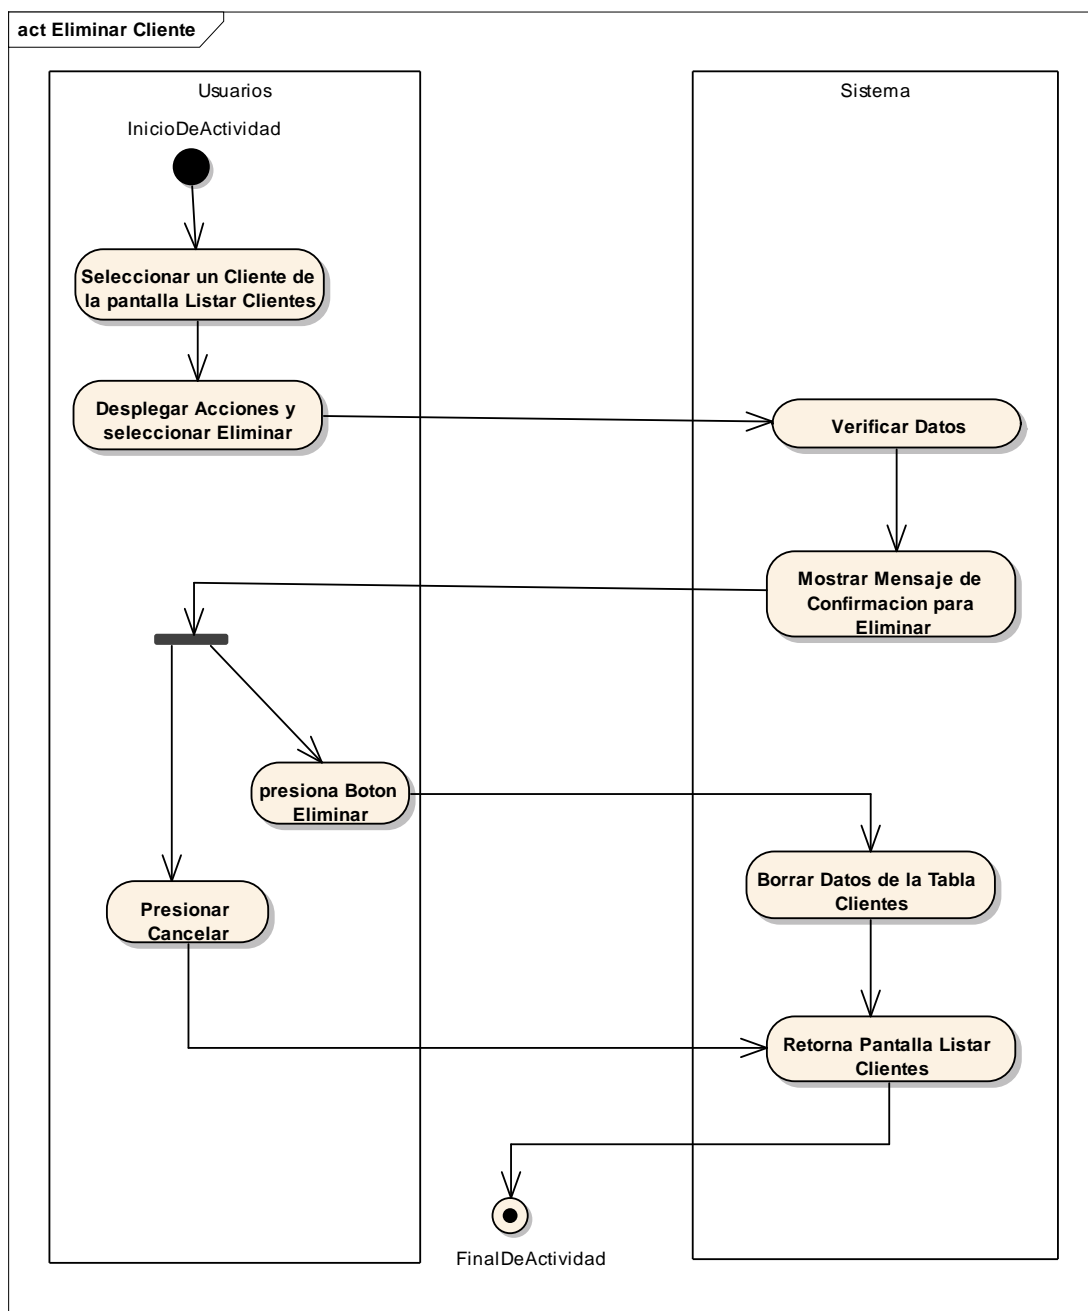 act Eliminar Cliente
Usuarios
Sistema
InicioDeActividad
Seleccionar un Cliente de
la pantalla Listar Clientes
Desplegar Acciones y
seleccionar Eliminar
Verificar Datos
Mostrar Mensaje de
Confirmacion para
Eliminar
presiona Boton
Eliminar
Borrar Datos de la Tabla
Clientes
Presionar
Cancelar
Retorna Pantalla Listar
Clientes
FinalDeActividad